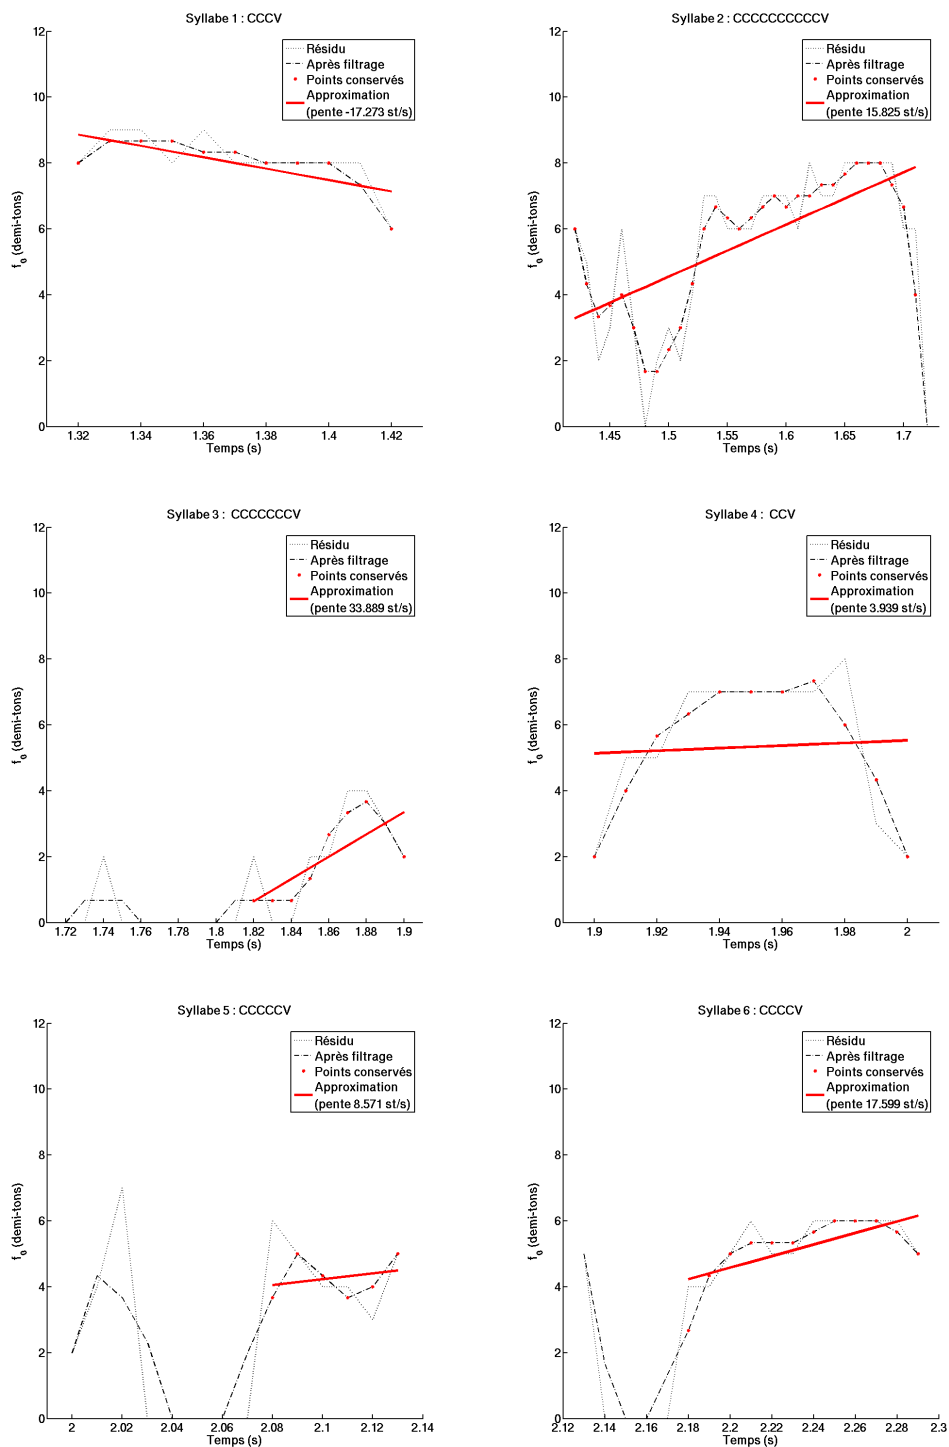 Syllabe 1 : CCCV
12
10
8
6
4
2
0
f0 (demi-tons)
Résidu
Après filtrage
Points conservés
Approximation
(pente -17.273 st/s)
1.32 1.34 1.36 1.38 1.4 1.42
Temps (s)
Syllabe 2 : CCCCCCCCCCV
12
10
8
6
4
2
0
f0 (demi-tons)
Résidu
Après filtrage
Points conservés
Approximation
(pente 15.825 st/s)
1.45 1.5 1.55 1.6 1.65 1.7
Temps (s)
Syllabe 3 : CCCCCCCV
12
10
8
6
4
2
0
f0 (demi-tons)
Résidu
Après filtrage
Points conservés
Approximation
(pente 33.889 st/s)
1.72 1.74 1.76 1.78 1.8 1.82 1.84 1.86 1.88 1.9
Temps (s)
Syllabe 4 : CCV
12
10
8
6
4
2
0
f0 (demi-tons)
Résidu
Après filtrage
Points conservés
Approximation
(pente 3.939 st/s)
1.9 1.92 1.94 1.96 1.98 2
Temps (s)
Syllabe 5 : CCCCCV
12
10
8
6
4
2
0
f0 (demi-tons)
Résidu
Après filtrage
Points conservés
Approximation
(pente 8.571 st/s)
2 2.02 2.04 2.06 2.08 2.1 2.12 2.14
Temps (s)
Syllabe 6 : CCCCV
12
10
8
6
4
2
0
f0 (demi-tons)
Résidu
Après filtrage
Points conservés
Approximation
(pente 17.599 st/s)
2.12 2.14 2.16 2.18 2.2 2.22 2.24 2.26 2.28 2.3
Temps (s)